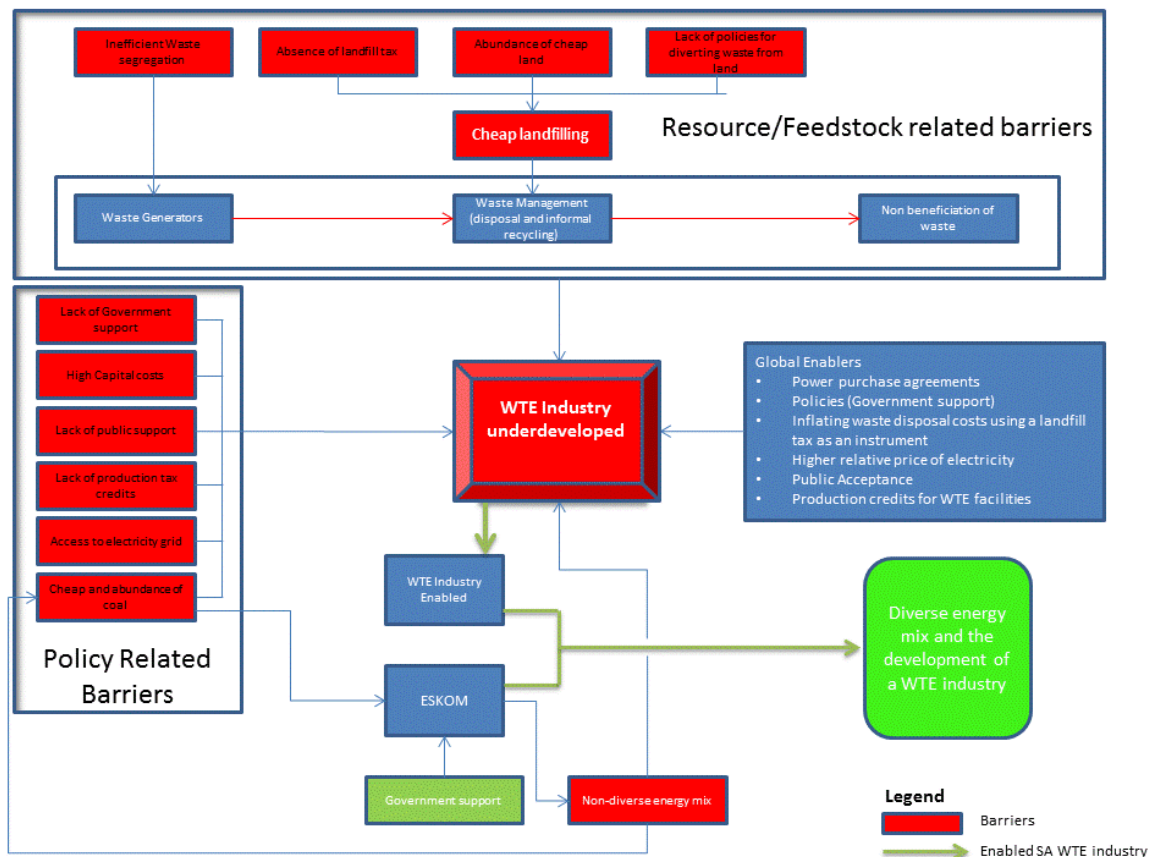 Inefficient Waste
segregation
Absence of landfill tax
Abundance of cheap
land
Lack of policies for
diverting waste from
land
Cheap landfilling
Resource/Feedstock related barriers
Waste Generators
Waste Management
(disposal and informal
recycling)
Non beneficiation of
waste
Lack of Government
support
High Capital costs
Lack of public support
Lack of production tax
credits
Access to electricity grid
Cheap and abundance of
coal
Policy Related
Barriers
WTE Industry
underdeveloped
Global Enablers
• Power purchase agreements
• Policies (Government support)
• Inflating waste disposal costs using a landfill
tax as an instrument
• Higher relative price of electricity
• Public Acceptance
• Production credits for WTE facilities
WTE Industry
Enabled
ESKOM
Government support
Non-diverse energy mix
Diverse energy
mix and the
development of
a WTE industry
Legend
Barriers
Enabled SA WTE industry